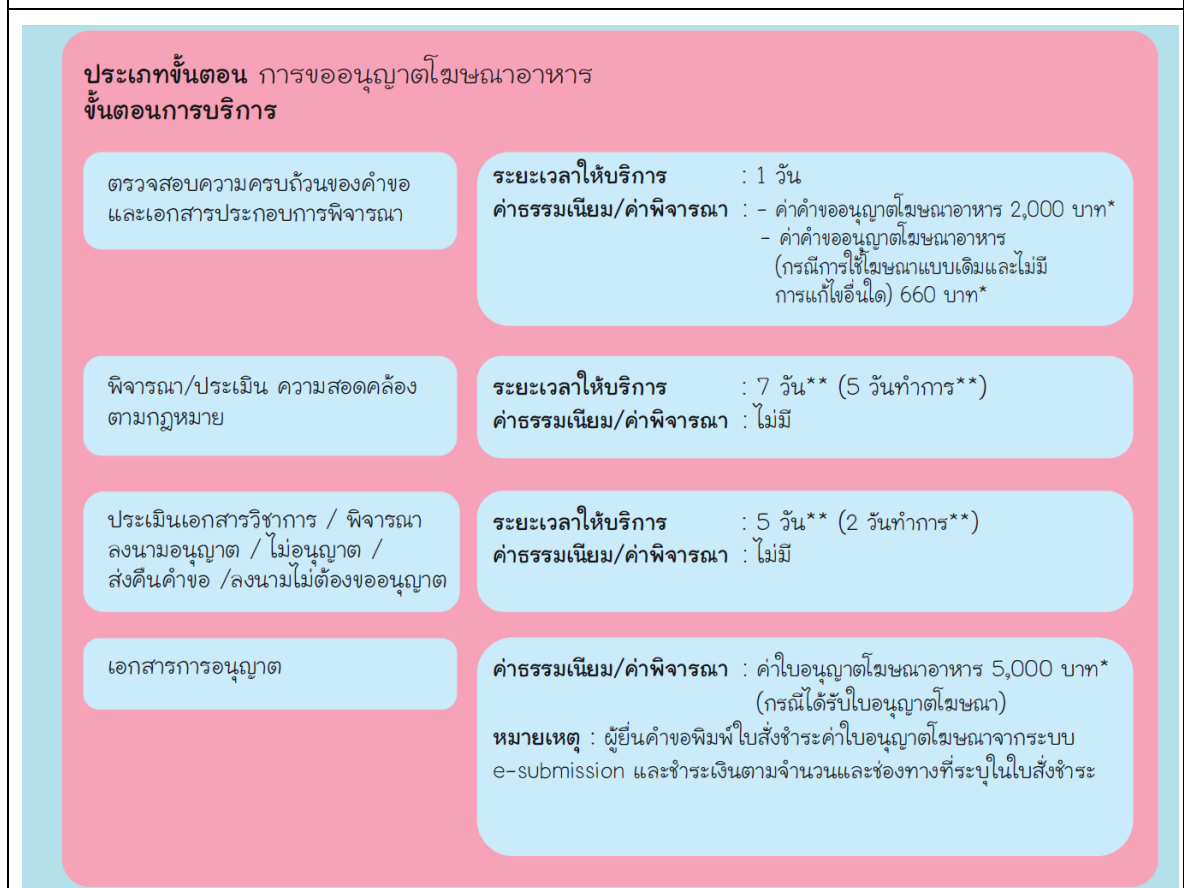 ประเภทขั้นตอน การขออนุญาตโฆษณาอาหาร
ขั้นตอนการบริการ
ตรวจสอบความครบถ้วนของคำขอ
และเอกสารประกอบการพิจารณา
ระยะเวลาให้บริการ : 1 วัน
ค่าธรรมเนียม/ค่าพิจารณา : - ค่าคำขออนุญาตโฆษณาอาหาร 2,000 บาท*
- ค่าคำขออนุญาตโฆษณาอาหาร
(กรณีการใช้โฆษณาแบบเดิมและไม่มี
การแก้ไขอื่นใด) 660 บาท*
พิจารณา/ประเมิน ความสอดคล้อง
ตามกฎหมาย
ระยะเวลาให้บริการ : 7 วัน** (5 วันทำการ**)
ค่าธรรมเนียม/ค่าพิจารณา : ไม่มี
ประเมินเอกสารวิชาการ / พิจารณา
ลงนามอนุญาต / ไม่อนุญาต /
ส่งคืนคำขอ /ลงนามไม่ต้องขออนุญาต
ระยะเวลาให้บริการ : 5 วัน** (2 วันทำการ**)
ค่าธรรมเนียม/ค่าพิจารณา : ไม่มี
เอกสารการอนุญาต
ค่าธรรมเนียม/ค่าพิจารณา : ค่าใบอนุญาตโฆษณาอาหาร 5,000 บาท*
(กรณีได้รับใบอนุญาตโฆษณา)
หมายเหตุ : ผู้ยื่นคำขอพิมพ์ใบสั่งชำระค่าใบอนุญาตโฆษณาจากระบบ
e-submission และชำระเงินตามจำนวนและช่องทางที่ระบุในใบสั่งชำระ